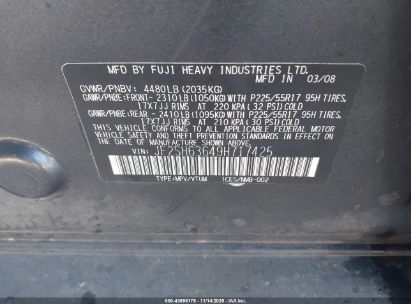 MFD BY FUJI HEAVY INDUSTRIES LTD.
MFD IN 03/08
GVWR/PNBV: 4480LB (2035KG)
GAWR/PNBE:FRONT- 2310LB (1050KG)WITH P225/55R17 95H TIRES,
17X7JJ RIMS AT 220 KPA (32 PSI) COLD
GAWR/PNBE:REAR - 2410LB (1095KG)WITH P225/55R17 95H TIRES,
17X7JJ RIMS AT 210 KPA (30 PSI) COLD
THIS VEHICLE CONFORMS TO ALL APPLICABLE FEDERAL MOTOR
VEHICLE SAFETY, BUMPER, AND THEFT PREVENTION STANDARDS
IN EFFECT ON THE DATE OF MANUFACTURE SHOWN ABOVE.
VIN: JF2SH63649H717425
TYPE:MPV/VTUM ICES/NMB-002